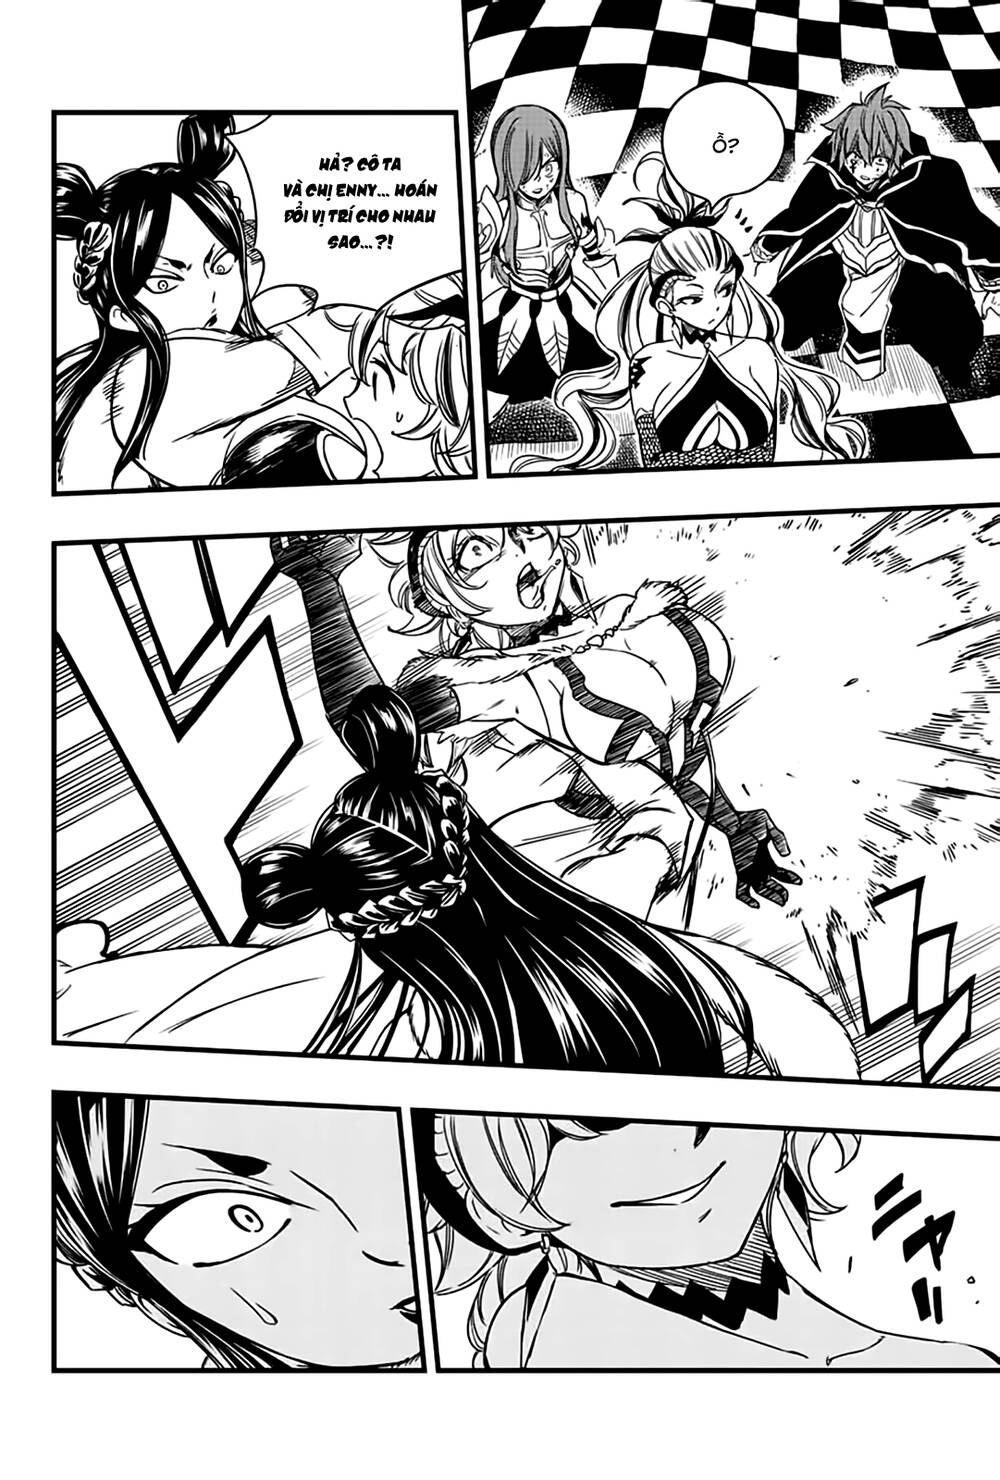 Ồ?
HẢ? CÔ TA
VÀ CHỊ ENNY... HOÁN
ĐỔI VỊ TRÍ CHO NHAU
SAO...?!
ニヤ